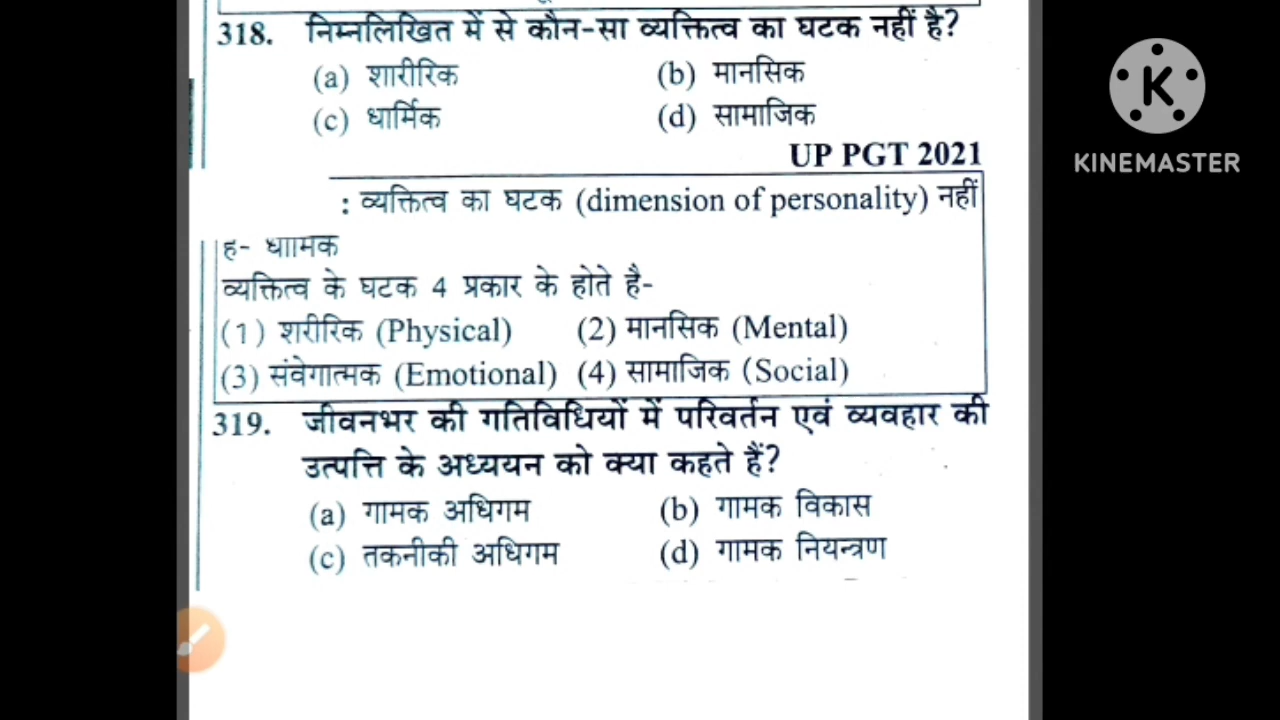 318. निम्नलिखित में से कौन-सा व्यक्तित्व का घटक नहीं है?
(a) शारीरिक (b) मानसिक
(c) धार्मिक (d) सामाजिक
UP PGT 2021
: व्यक्तित्व का घटक (dimension of personality) नहीं
ह- धाामक
व्यक्तित्व के घटक 4 प्रकार के होते है-
(1) शरीरिक (Physical) (2) मानसिक (Mental)
(3) संवेगात्मक (Emotional) (4) सामाजिक (Social)
319. जीवनभर की गतिविधियों में परिवर्तन एवं व्यवहार की
उत्पत्ति के अध्ययन को क्या कहते हैं?
(a) गामक अधिगम (b) गामक विकास
(c) तकनीकी अधिगम (d) गामक नियन्त्रण
K
KINEMASTER